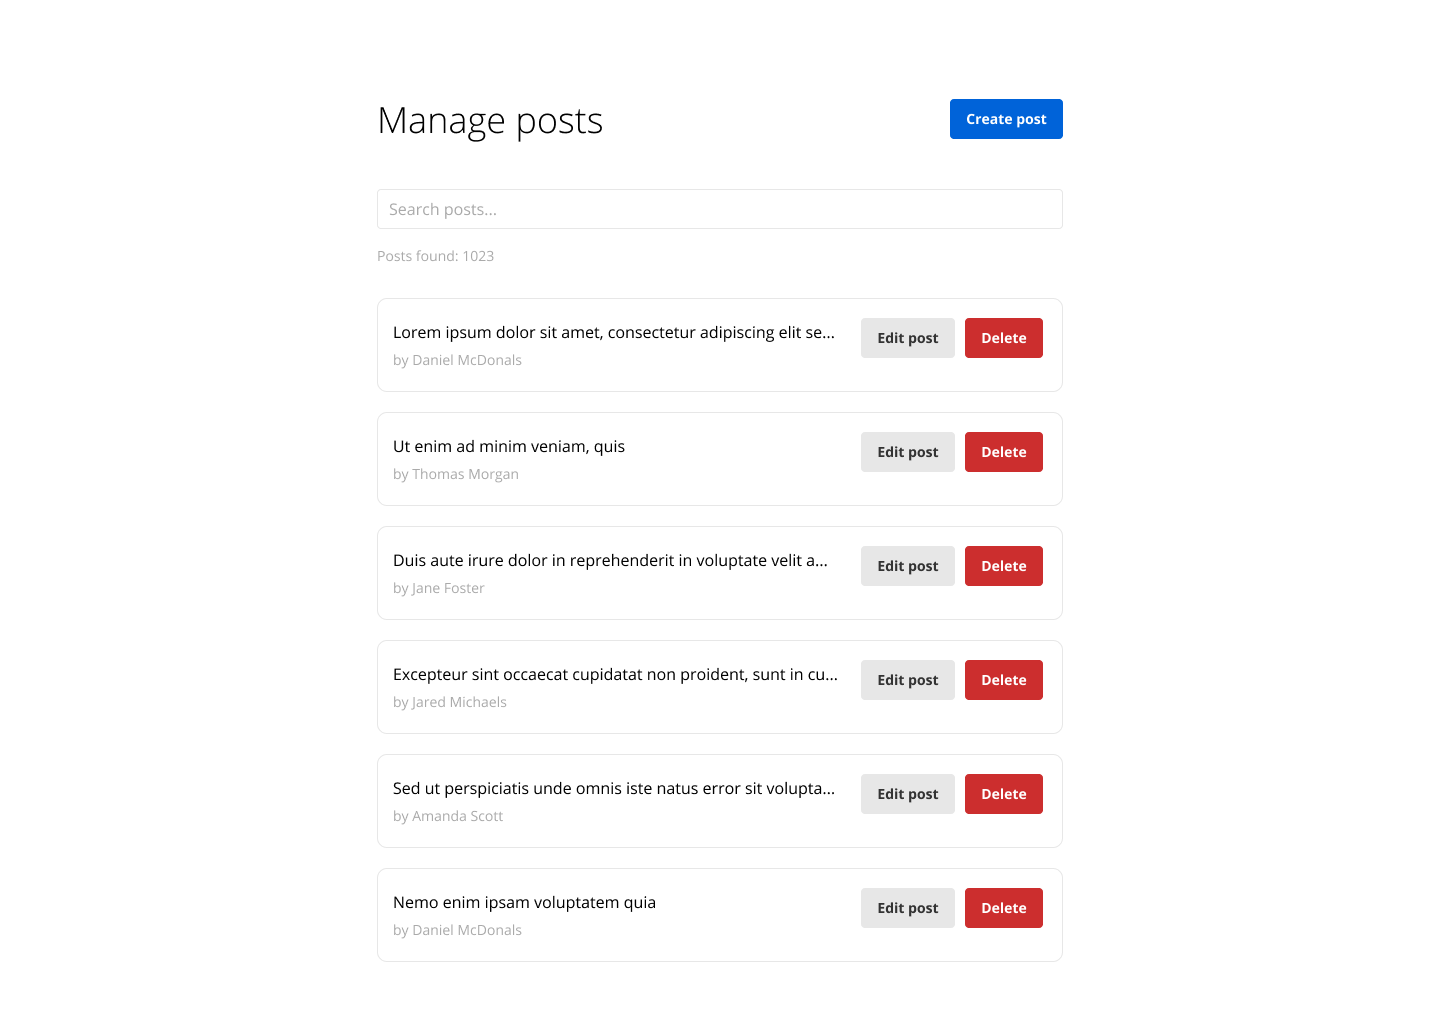 Manage posts
Create post
Search posts...
Posts found: 1023
Lorem ipsum dolor sit amet, consectetur adipiscing elit se...
Edit post
Delete
by Daniel McDonals
Ut enim ad minim veniam, quis
Edit post
Delete
by Thomas Morgan
Duis aute irure dolor in reprehenderit in voluptate velit a...
Edit post
Delete
by Jane Foster
Excepteur sint occaecat cupidatat non proident, sunt in cu...
Edit post
Delete
by Jared Michaels
Sed ut perspiciatis unde omnis iste natus error sit volupta...
Edit post
Delete
by Amanda Scott
Nemo enim ipsam voluptatem quia
Edit post
Delete
by Daniel McDonals